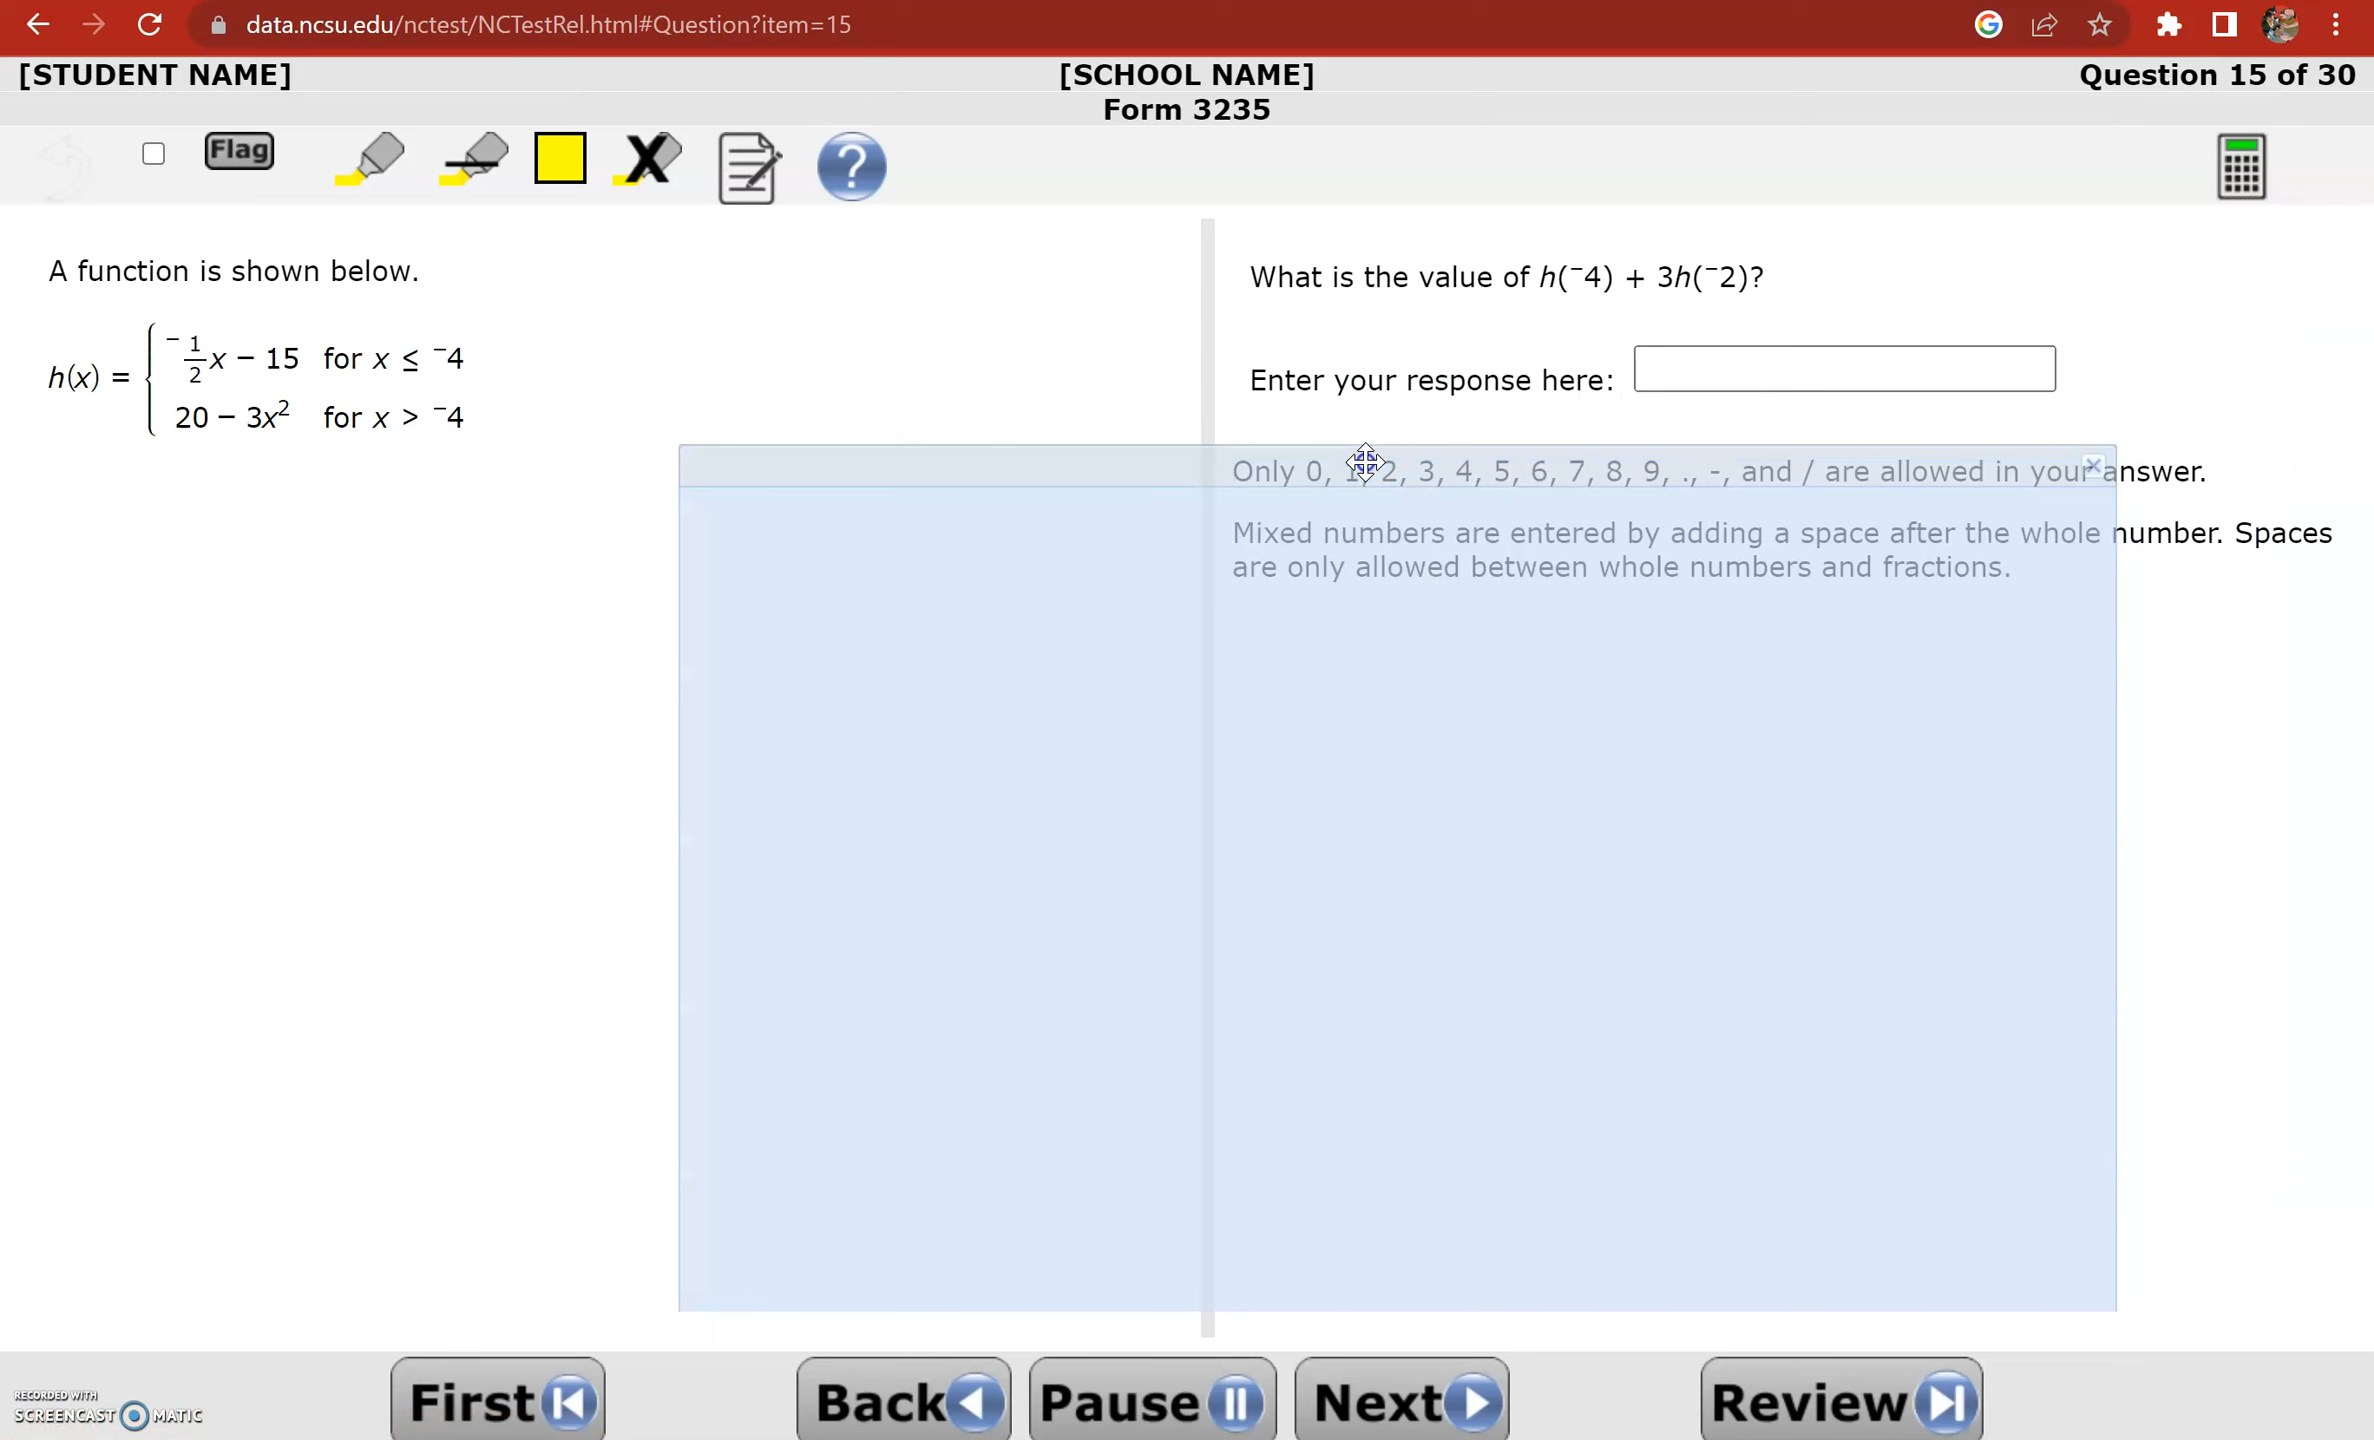 data.ncsu.edu/nctest/NCTestRel.html#Question?item=15
[STUDENT NAME] [SCHOOL NAME] Question 15 of 30
Form 3235
Flag
A function is shown below.
h(x) = { ⁻1/2x − 15 for x ≤ ⁻4
20 − 3x² for x > ⁻4
What is the value of h(⁻4) + 3h(⁻2)?
Enter your response here:
Only 0, 1, 2, 3, 4, 5, 6, 7, 8, 9, ., -, and / are allowed in your answer.
Mixed numbers are entered by adding a space after the whole number. Spaces
are only allowed between whole numbers and fractions.
RECORDED WITH
SCREENCAST MATIC
First Back Pause Next Review